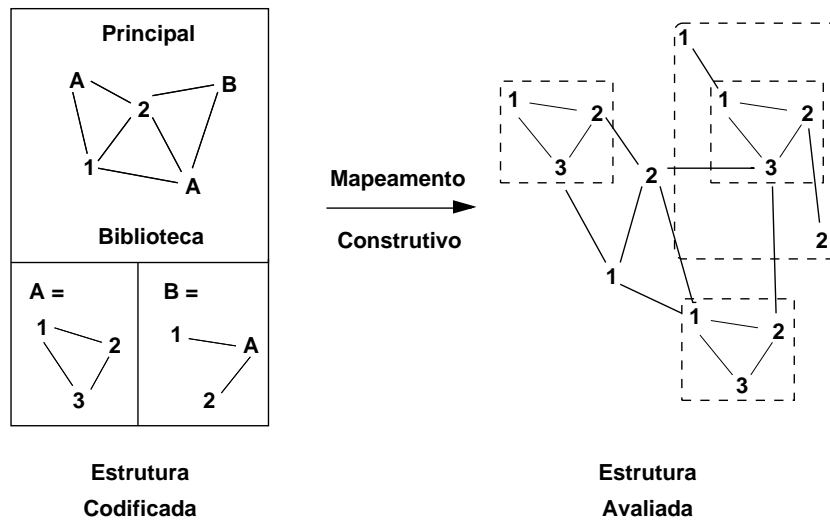 Principal
A
B
2
1
A
Biblioteca
A =
1
2
3
B =
1
A
2
Estrutura
Codificada
Mapeamento
Construtivo
1
2
3
2
1
1
1
2
3
2
1
2
3
Estrutura
Avaliada